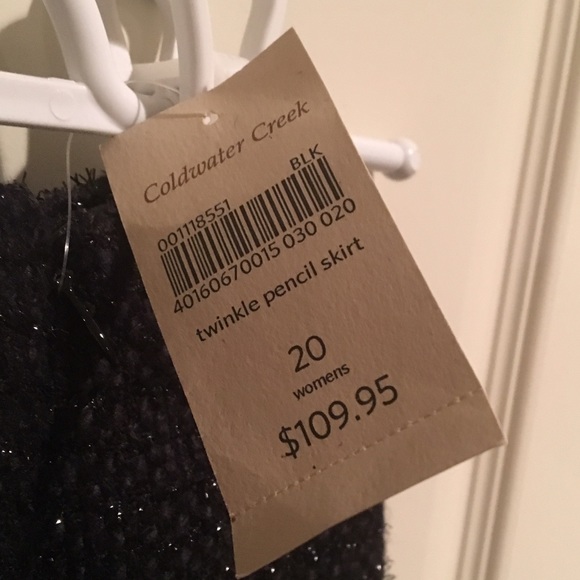 Coldwater Creek
001118551 BLK
40160670015 030 020
twinkle pencil skirt
20
womens
$109.95